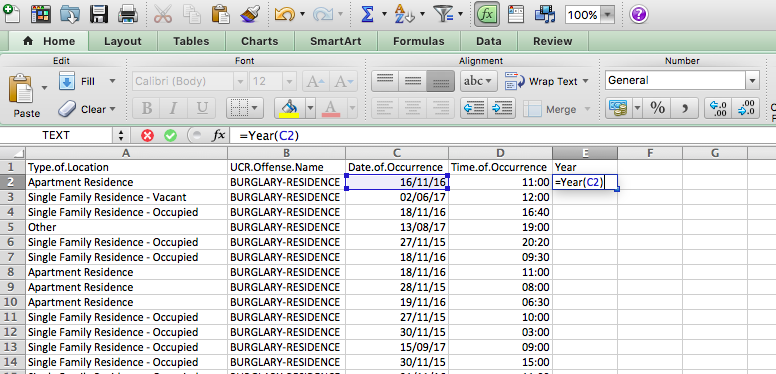 100%
Home Layout Tables Charts SmartArt Formulas Data Review
Edit Font Alignment Number
Fill Calibri (Body) 12 A A abc Wrap Text General
Paste Clear B I U A Merge % , .0 .00 .00 .0
TEXT fx =Year(C2)
A B C D E F G
1 Type.of.Location UCR.Offense.Name Date.of.Occurrence Time.of.Occurrence Year
2 Apartment Residence BURGLARY-RESIDENCE 16/11/16 11:00 =Year(C2)
3 Single Family Residence - Vacant BURGLARY-RESIDENCE 02/06/17 12:00
4 Single Family Residence - Occupied BURGLARY-RESIDENCE 18/11/16 16:40
5 Other BURGLARY-RESIDENCE 13/08/17 19:00
6 Single Family Residence - Occupied BURGLARY-RESIDENCE 27/11/15 20:20
7 Single Family Residence - Occupied BURGLARY-RESIDENCE 18/11/16 09:30
8 Apartment Residence BURGLARY-RESIDENCE 18/11/16 11:00
9 Apartment Residence BURGLARY-RESIDENCE 28/11/15 08:00
10 Apartment Residence BURGLARY-RESIDENCE 19/11/16 06:30
11 Single Family Residence - Occupied BURGLARY-RESIDENCE 27/11/15 10:00
12 Single Family Residence - Occupied BURGLARY-RESIDENCE 30/11/15 03:00
13 Single Family Residence - Occupied BURGLARY-RESIDENCE 15/09/17 09:00
14 Single Family Residence - Occupied BURGLARY-RESIDENCE 30/11/15 15:00